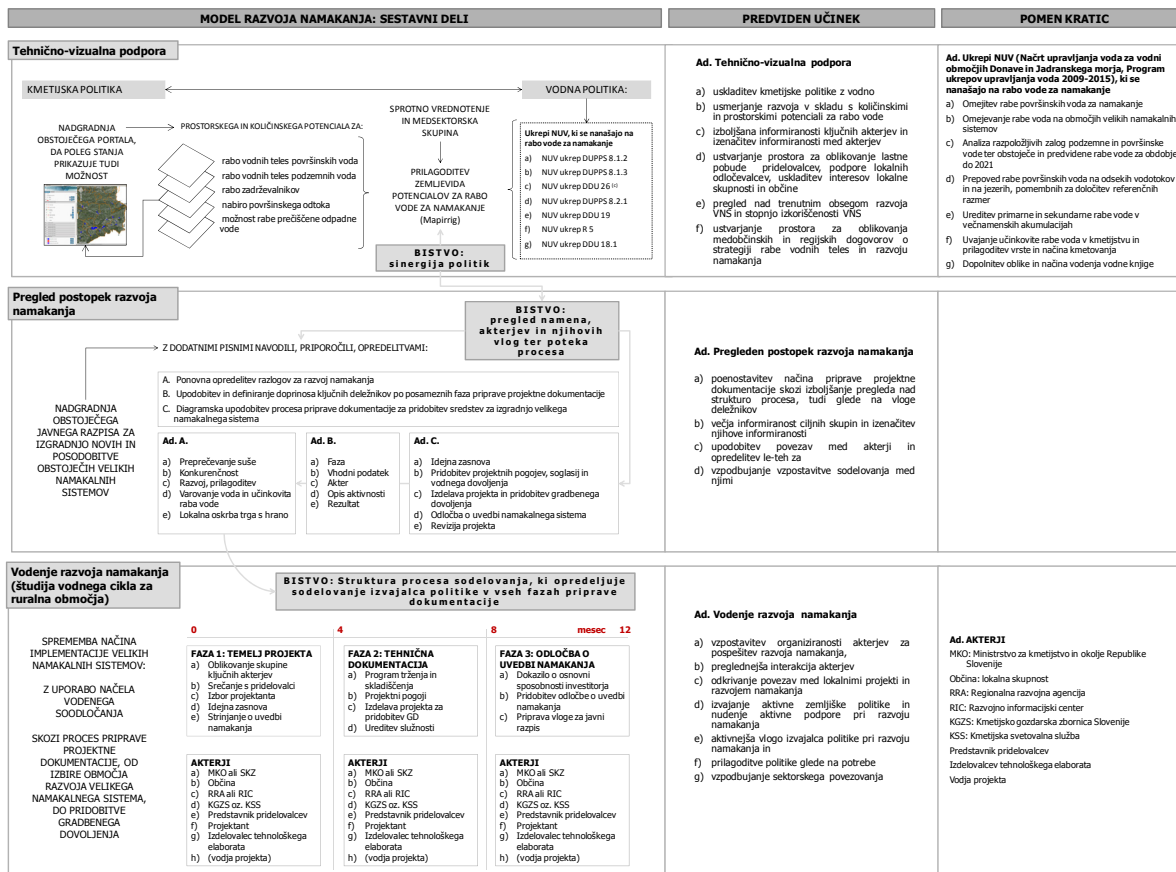 MODEL RAZVOJA NAMAKANJA: SESTAVNI DELI
PREDVIDEN UČINEK
POMEN KRATIC
Tehnično-vizualna podpora
KMETIJSKA POLITIKA
VODNA POLITIKA:
NADGRADNJA
OBSTOJEČEGA PORTALA,
DA POLEG STANJA
PRIKAZUJE TUDI
MOŽNOST
PROSTORSKEGA IN KOLIČINSKEGA POTENCIALA ZA:
rabo vodnih teles površinskih voda
rabo vodnih teles podzemnih voda
rabo zadrževalnikov
nabiro površinskega odtoka
možnost rabe prečiščene odpadne
vode
SPROTNO VREDNOTENJE
IN MEDSEKTORSKA
SKUPINA
PRILAGODITEV
ZEMLJEVIDA
POTENCIALOV ZA RABO
VODE ZA NAMAKANJE
(Mapirrig)
BISTVO:
sinergija politik
Ukrepi NUV, ki se nanašajo na
rabo vode za namakanje
a) NUV ukrep DUPPS 8.1.2
b) NUV ukrep DUPPS 8.1.3
c) NUV ukrep DDU 26 (c)
d) NUV ukrep DUPPS 8.2.1
e) NUV ukrep DDU 19
f) NUV ukrep R 5
g) NUV ukrep DDU 18.1
Ad. Tehnično-vizualna podpora
a) uskladitev kmetijske politike z vodno
b) usmerjanje razvoja v skladu s količinskimi
in prostorskimi potenciali za rabo vode
c) izboljšana informiranosti ključnih akterjev in
izenačitev informiranosti med akterjev
d) ustvarjanje prostora za oblikovanje lastne
pobude pridelovalcev, podpore lokalnih
odločevalcev, uskladitev interesov lokalne
skupnosti in občine
e) pregled nad trenutnim obsegom razvoja
VNS in stopnjo izkoriščenosti VNS
f) ustvarjanje prostora za oblikovanja
medobčinskih in regijskih dogovorov o
strategiji rabe vodnih teles in razvoju
namakanja
Ad. Ukrepi NUV (Načrt upravljanja voda za vodni
območjih Donave in Jadranskega morja, Program
ukrepov upravljanja voda 2009-2015), ki se
nanašajo na rabo vode za namakanje
a) Omejitev rabe površinskih voda za namakanje
b) Omejevanje rabe voda na območjih velikih namakalnih
sistemov
c) Analiza razpoložljivih zalog podzemne in površinske
vode ter obstoječe in predvidene rabe vode za obdobje
do 2021
d) Prepoved rabe površinskih voda na odsekih vodotokov
in na jezerih, pomembnih za določitev referenčnih
razmer
e) Ureditev primarne in sekundarne rabe vode v
večnamenskih akumulacijah
f) Uvajanje učinkovite rabe voda v kmetijstvu in
prilagoditev vrste in načina kmetovanja
g) Dopolnitev oblike in načina vodenja vodne knjige
Pregled postopek razvoja
namakanja
BISTVO:
pregled namena,
akterjev in njihovih
vlog ter poteka
procesa
Z DODATNIMI PISNIMI NAVODILI, PRIPOROČILI, OPREDELITVAMI:
A. Ponovna opredelitev razlogov za razvoj namakanja
B. Upodobitev in definiranje doprinosa ključnih deležnikov po posameznih faza priprave projektne dokumentacije
C. Diagramska upodobitev procesa priprave dokumentacije za pridobitev sredstev za izgradnjo velikega
namakalnega sistema
NADGRADNJA
OBSTOJEČEGA
JAVNEGA RAZPISA ZA
IZGRADNJO NOVIH IN
POSODOBITVE
OBSTOJEČIH VELIKIH
NAMAKALNIH
SISTEMOV
Ad. A.
a) Preprečevanje suše
b) Konkurenčnost
c) Razvoj, prilagoditev
d) Varovanje voda in učinkovita
raba vode
e) Lokalna oskrba trga s hrano
Ad. B.
a) Faza
b) Vhodni podatek
c) Akter
d) Opis aktivnosti
e) Rezultat
Ad. C.
a) Idejna zasnova
b) Pridobitev projektnih pogojev, soglasij in
vodnega dovoljenja
c) Izdelava projekta in pridobitev gradbenega
dovoljenja
d) Odločba o uvedbi namakalnega sistema
e) Revizija projekta
Ad. Pregleden postopek razvoja namakanja
a) poenostavitev načina priprave projektne
dokumentacije skozi izboljšanje pregleda nad
strukturo procesa, tudi glede na vloge
deležnikov
b) večja informiranost ciljnih skupin in izenačitev
njihove informiranosti
c) upodobitev povezav med akterji in
opredelitev le-teh za
d) vzpodbujanje vzpostavitve sodelovanja med
njimi
Vodenje razvoja namakanja
(študija vodnega cikla za
ruralna območja)
BISTVO: Struktura procesa sodelovanja, ki opredeljuje
sodelovanje izvajalca politike v vseh fazah priprave
dokumentacije
SPREMEMBA NAČINA
IMPLEMENTACIJE VELIKIH
NAMAKALNIH SISTEMOV:
Z UPORABO NAČELA
VODENEGA
SOODLOČANJA
SKOZI PROCES PRIPRAVE
PROJEKTNE
DOKUMENTACIJE, OD
IZBIRE OBMOČJA
RAZVOJA VELIKEGA
NAMAKALNEGA SISTEMA,
DO PRIDOBITVE
GRADBENEGA
DOVOLJENJA
0 4 8 mesec 12
FAZA 1: TEMELJ PROJEKTA
a) Oblikovanje skupine
ključnih akterjev
b) Srečanje s pridelovalci
c) Izbor projektanta
d) Idejna zasnova
e) Strinjanje o uvedbi
namakanja
FAZA 2: TEHNIČNA
DOKUMENTACIJA
a) Program trženja in
skladiščenja
b) Projektni pogoji
c) Izdelava projekta za
pridobitev GD
d) Ureditev služnosti
FAZA 3: ODLOČBA O
UVEDBI NAMAKANJA
a) Dokazilo o osnovni
sposobnosti investitorja
b) Pridobitev odločbe o uvedbi
namakanja
c) Priprava vloge za javni
razpis
AKTERJI
a) MKO ali SKZ
b) Občina
c) RRA ali RIC
d) KGZS oz. KSS
e) Predstavnik pridelovalcev
f) Projektant
g) Izdelovalec tehnološkega
elaborata
h) (vodja projekta)
AKTERJI
a) MKO ali SKZ
b) Občina
c) RRA ali RIC
d) KGZS oz. KSS
e) Predstavnik pridelovalcev
f) Projektant
g) Izdelovalec tehnološkega
elaborata
h) (vodja projekta)
AKTERJI
a) MKO ali SKZ
b) Občina
c) RRA ali RIC
d) KGZS oz. KSS
e) Predstavnik pridelovalcev
f) Projektant
g) Izdelovalec tehnološkega
elaborata
h) (vodja projekta)
Ad. Vodenje razvoja namakanja
a) vzpostavitev organiziranosti akterjev za
pospešitev razvoja namakanja,
b) preglednejša interakcija akterjev
c) odkrivanje povezav med lokalnimi projekti in
razvojem namakanja
d) izvajanje aktivne zemljiške politike in
nudenje aktivne podpore pri razvoju
namakanja
e) aktivnejša vlogo izvajalca politike pri razvoju
namakanja in
f) prilagoditve politike glede na potrebe
g) vzpodbujanje sektorskega povezovanja
Ad. AKTERJI
MKO: Ministrstvo za kmetijstvo in okolje Republike
Slovenije
Občina: lokalna skupnost
RRA: Regionalna razvojna agencija
RIC: Razvojno informacijski center
KGZS: Kmetijsko gozdarska zbornica Slovenije
KSS: Kmetijska svetovalna služba
Predstavnik pridelovalcev
Izdelovalec tehnološkega elaborata
Vodja projekta